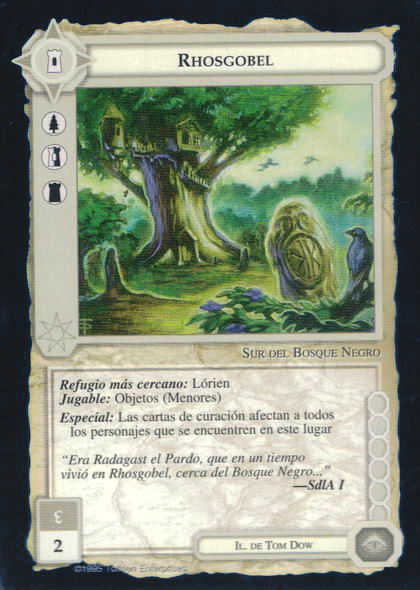 RHOSGOBEL
SUR DEL BOSQUE NEGRO
Refugio más cercano: Lórien
Jugable: Objetos (Menores)
Especial: Las cartas de curación afectan a todos
los personajes que se encuentren en este lugar
“Era Radagast el Pardo, que en un tiempo
vivió en Rhosgobel, cerca del Bosque Negro...”
—SdlA I
ε
2
IL. DE TOM DOW
©1995 Tolkien Enterprises